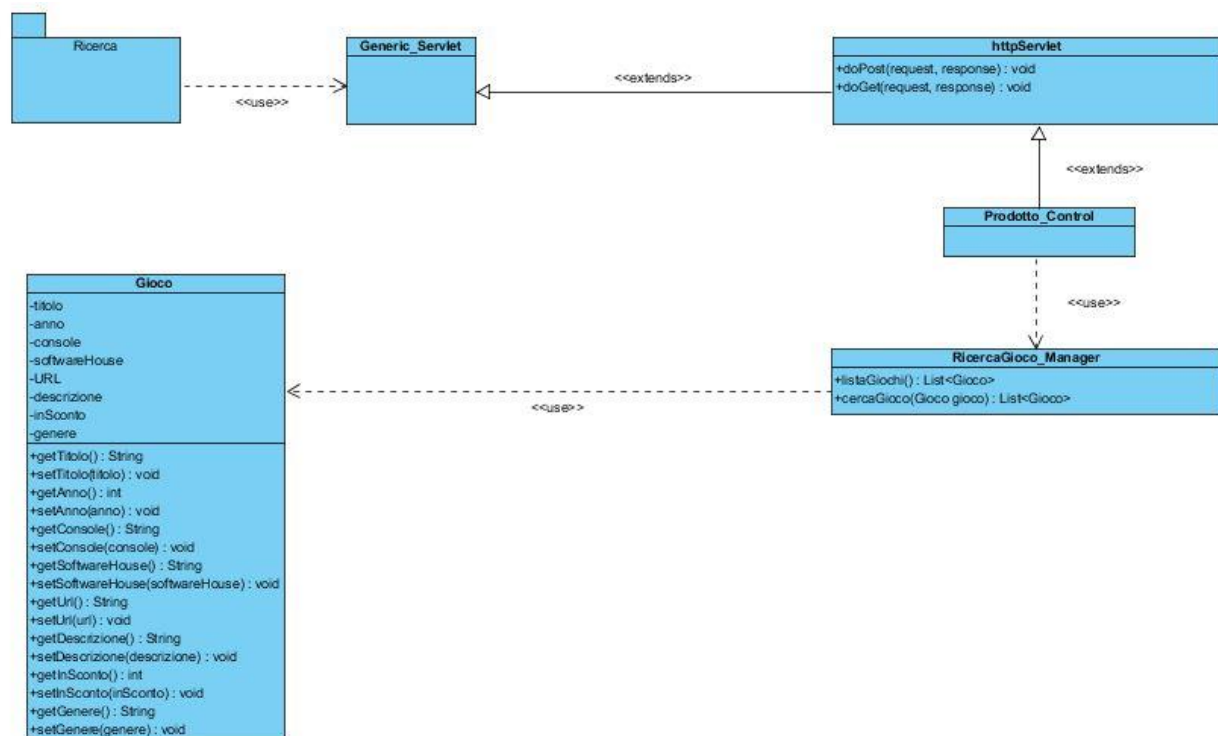 Ricerca
Generic_Servlet
httpServlet
+doPost(request, response) : void
+doGet(request, response) : void
<<extends>>
<<use>>
<<extends>>
Prodotto_Control
<<use>>
Gioco
-titolo
-anno
-console
-softwareHouse
-URL
-descrizione
-inSconto
-genere
+getTitolo() : String
+setTitolo(titolo) : void
+getAnno() : int
+setAnno(anno) : void
+getConsole() : String
+setConsole(console) : void
+getSoftwareHouse() : String
+setSoftwareHouse(softwareHouse) : void
+getUrl() : String
+setUrl(url) : void
+getDescrizione() : String
+setDescrizione(descrizione) : void
+getInSconto() : int
+setInSconto(inSconto) : void
+getGenere() : String
+setGenere(genere) : void
RicercaGioco_Manager
+listaGiochi() : List<Gioco>
+cercaGioco(Gioco gioco) : List<Gioco>
<<use>>